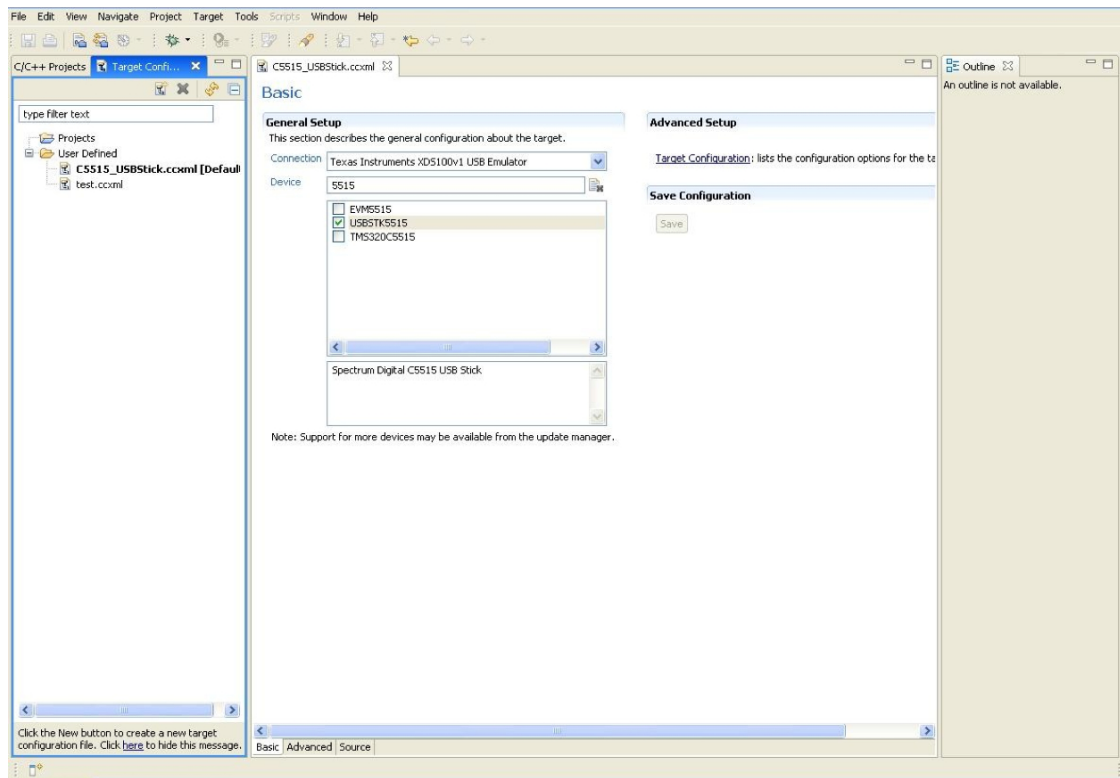 File Edit View Navigate Project Target Tools Scripts Window Help
C/C++ Projects Target Confi...
C5515_USBStick.ccxml
Outline
An outline is not available.
type filter text
Projects
User Defined
C5515_USBStick.ccxml [Defaul
test.ccxml
Basic
General Setup
This section describes the general configuration about the target.
Connection Texas Instruments XDS100v1 USB Emulator
Device 5515
EVM5515
USBSTK5515
TMS320C5515
Spectrum Digital C5515 USB Stick
Note: Support for more devices may be available from the update manager.
Advanced Setup
Target Configuration: lists the configuration options for the ta
Save Configuration
Save
Click the New button to create a new target
configuration file. Click here to hide this message.
Basic Advanced Source